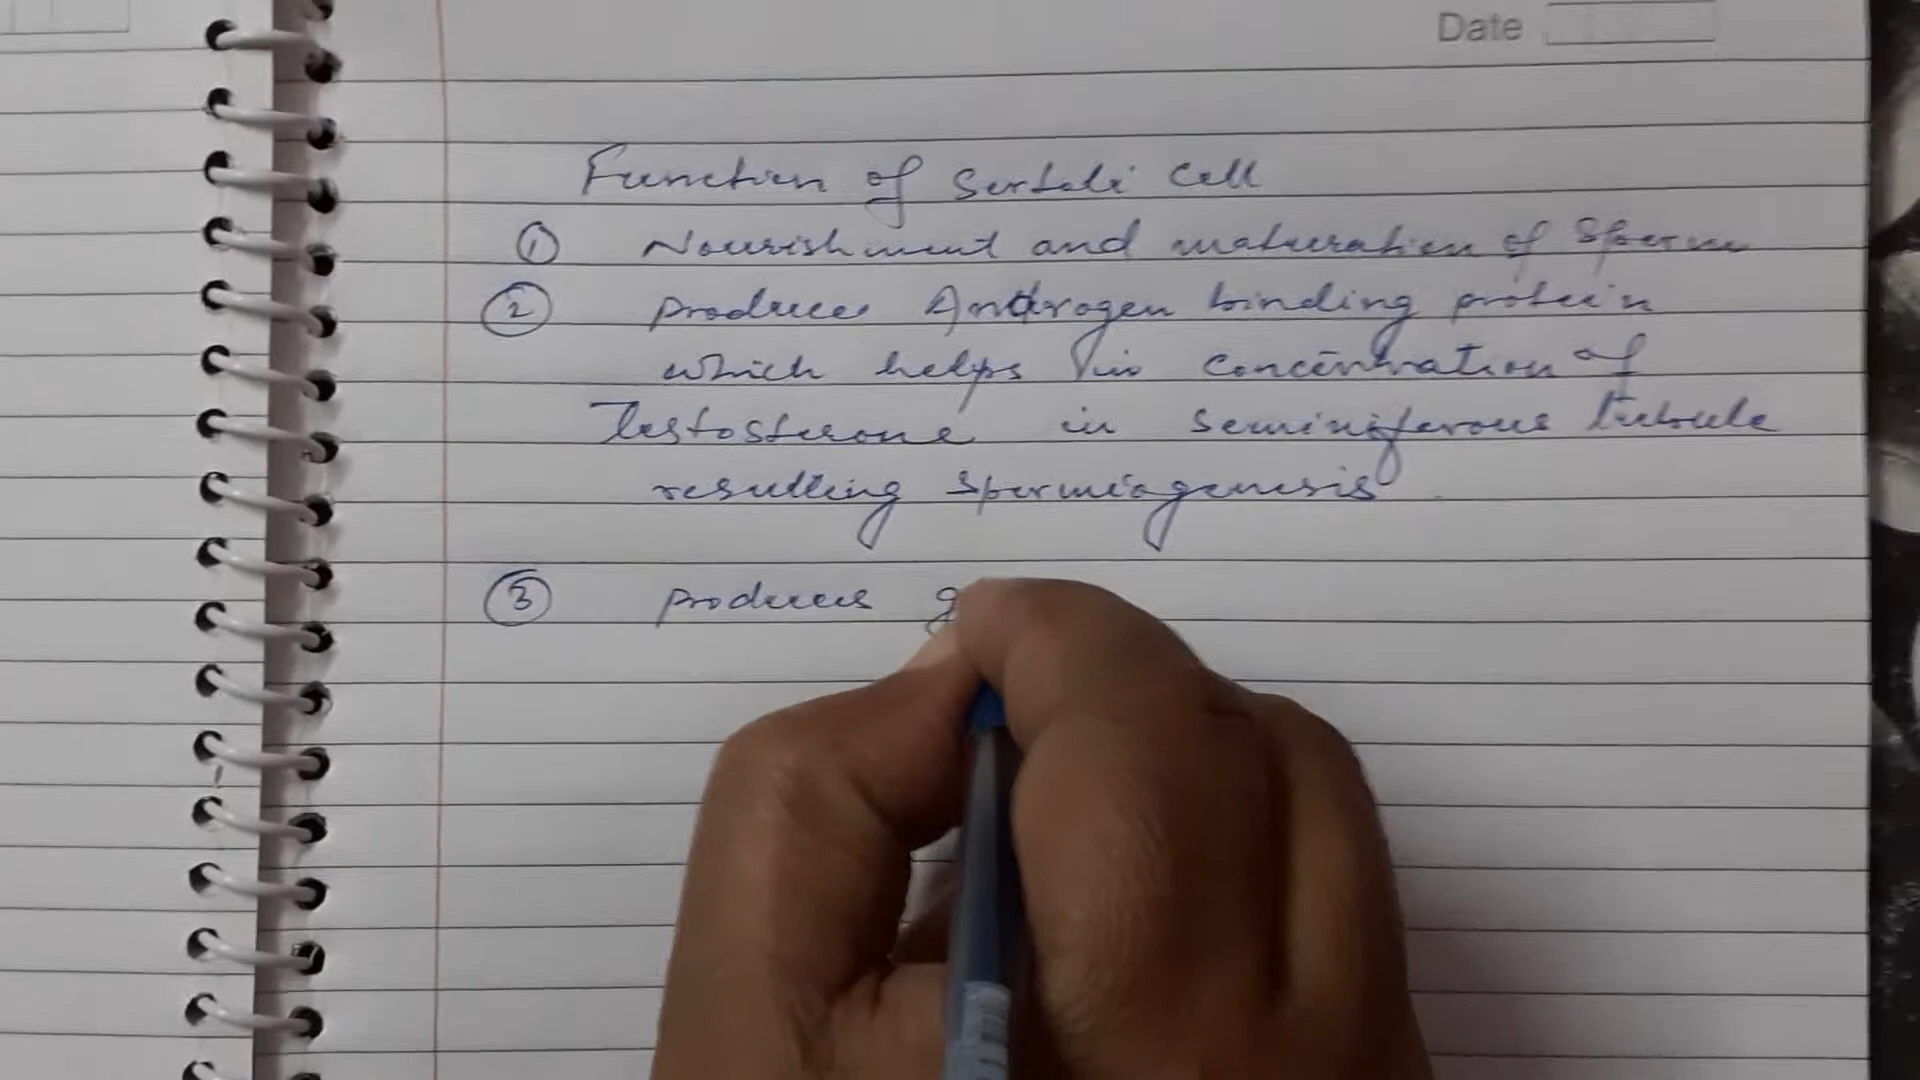 Date
Function of Sertoli Cell
① Nourishment and maturation of Sperm
② produces Androgen binding protein
which helps in concentration of
Testosterone in seminiferous tubule
resulting spermiogenesis
③ produces g